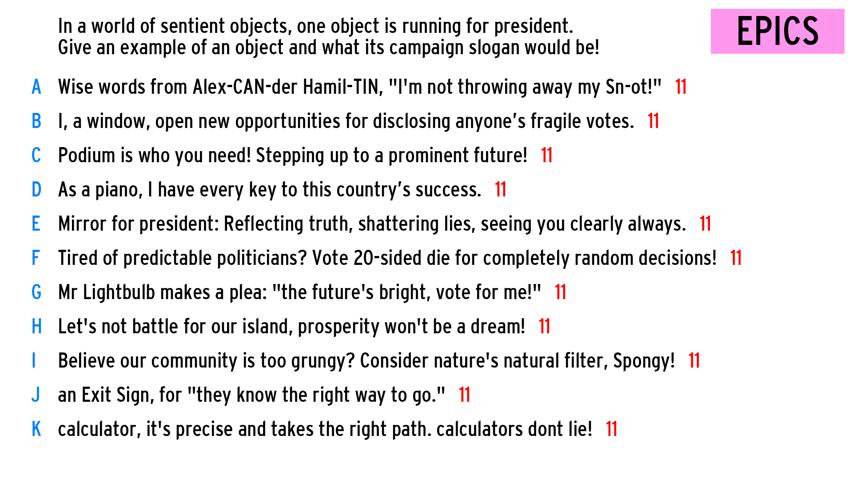 In a world of sentient objects, one object is running for president.
Give an example of an object and what its campaign slogan would be!
EPICS
A Wise words from Alex-CAN-der Hamil-TIN, "I'm not throwing away my Sn-ot!" 11
B I, a window, open new opportunities for disclosing anyone’s fragile votes. 11
C Podium is who you need! Stepping up to a prominent future! 11
D As a piano, I have every key to this country’s success. 11
E Mirror for president: Reflecting truth, shattering lies, seeing you clearly always. 11
F Tired of predictable politicians? Vote 20-sided die for completely random decisions! 11
G Mr Lightbulb makes a plea: "the future's bright, vote for me!" 11
H Let's not battle for our island, prosperity won't be a dream! 11
I Believe our community is too grungy? Consider nature's natural filter, Spongy! 11
J an Exit Sign, for "they know the right way to go." 11
K calculator, it's precise and takes the right path. calculators dont lie! 11